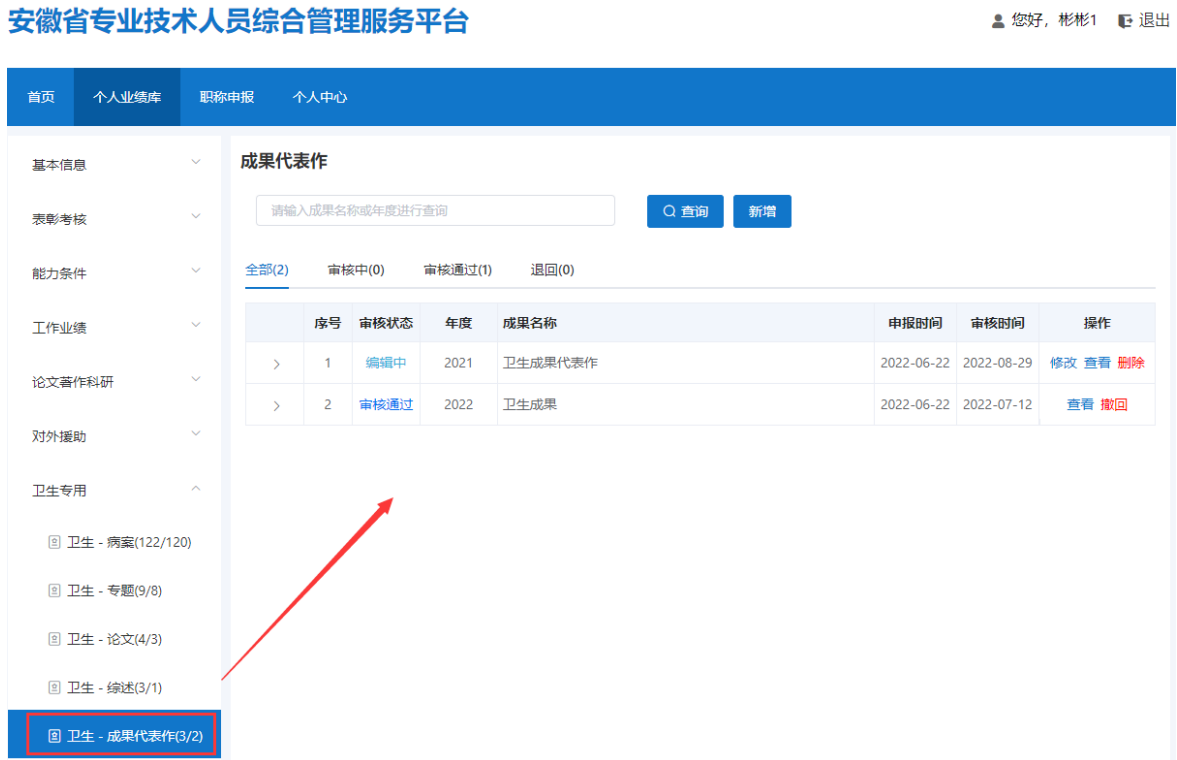 安徽省专业技术人员综合管理服务平台
您好，彬彬1 退出
首页 个人业绩库 职称申报 个人中心
基本信息
表彰考核
能力条件
工作业绩
论文著作科研
对外援助
卫生专用
卫生 - 病案(122/120)
卫生 - 专题(9/8)
卫生 - 论文(4/3)
卫生 - 综述(3/1)
卫生 - 成果代表作(3/2)
成果代表作
请输入成果名称或年度进行查询 查询 新增
全部(2) 审核中(0) 审核通过(1) 退回(0)
序号 审核状态 年度 成果名称 申报时间 审核时间 操作
1 编辑中 2021 卫生成果代表作 2022-06-22 2022-08-29 修改 查看 删除
2 审核通过 2022 卫生成果 2022-06-22 2022-07-12 查看 撤回